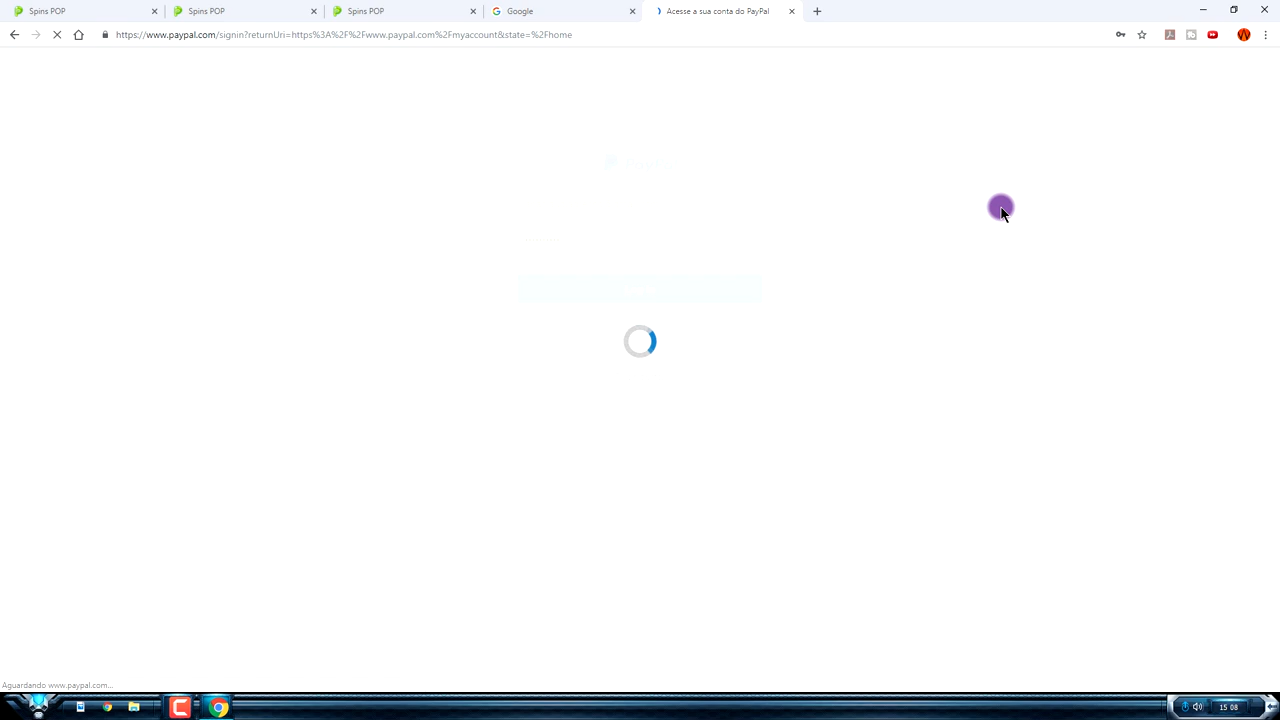 Spins POP
Spins POP
Spins POP
Google
Acesse a sua conta do PayPal
https://www.paypal.com/signin?returnUri=https%3A%2F%2Fwww.paypal.com%2Fmyaccount&state=%2Fhome
Aguardando www.paypal.com...
15 08